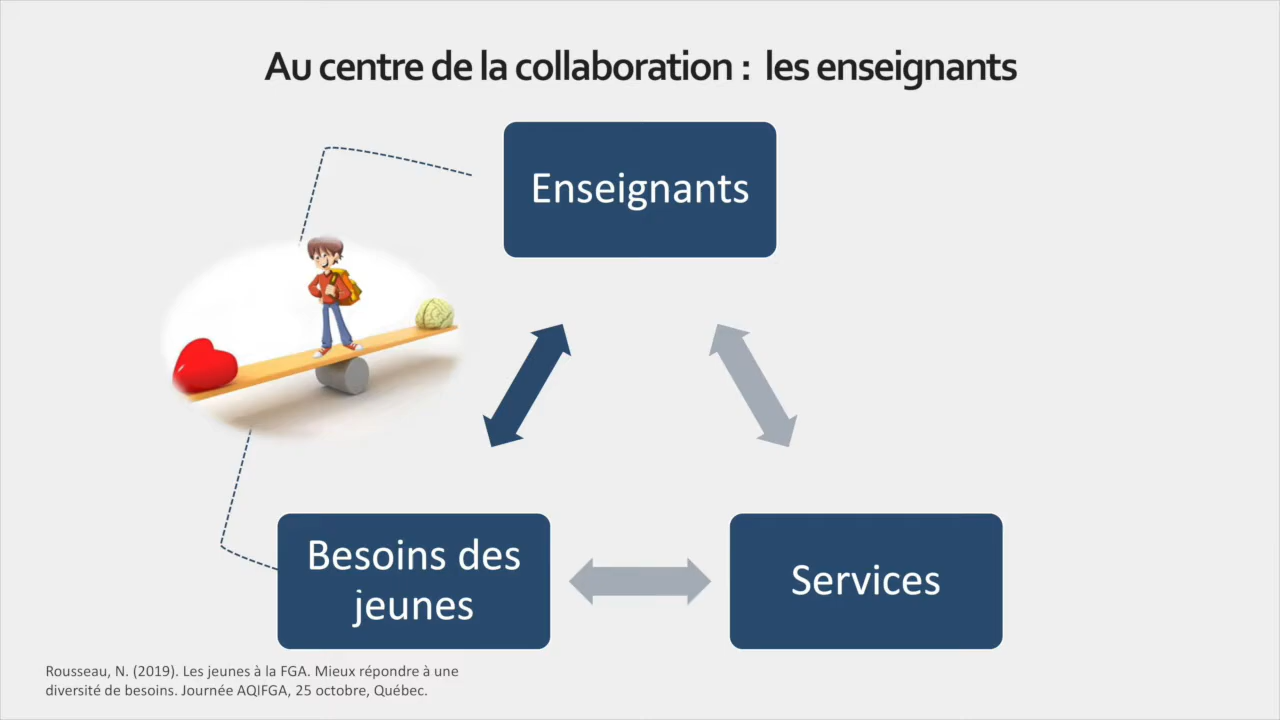 Au centre de la collaboration : les enseignants
Enseignants
Besoins des
jeunes
Services
Rousseau, N. (2019). Les jeunes à la FGA. Mieux répondre à une
diversité de besoins. Journée AQIFGA, 25 octobre, Québec.